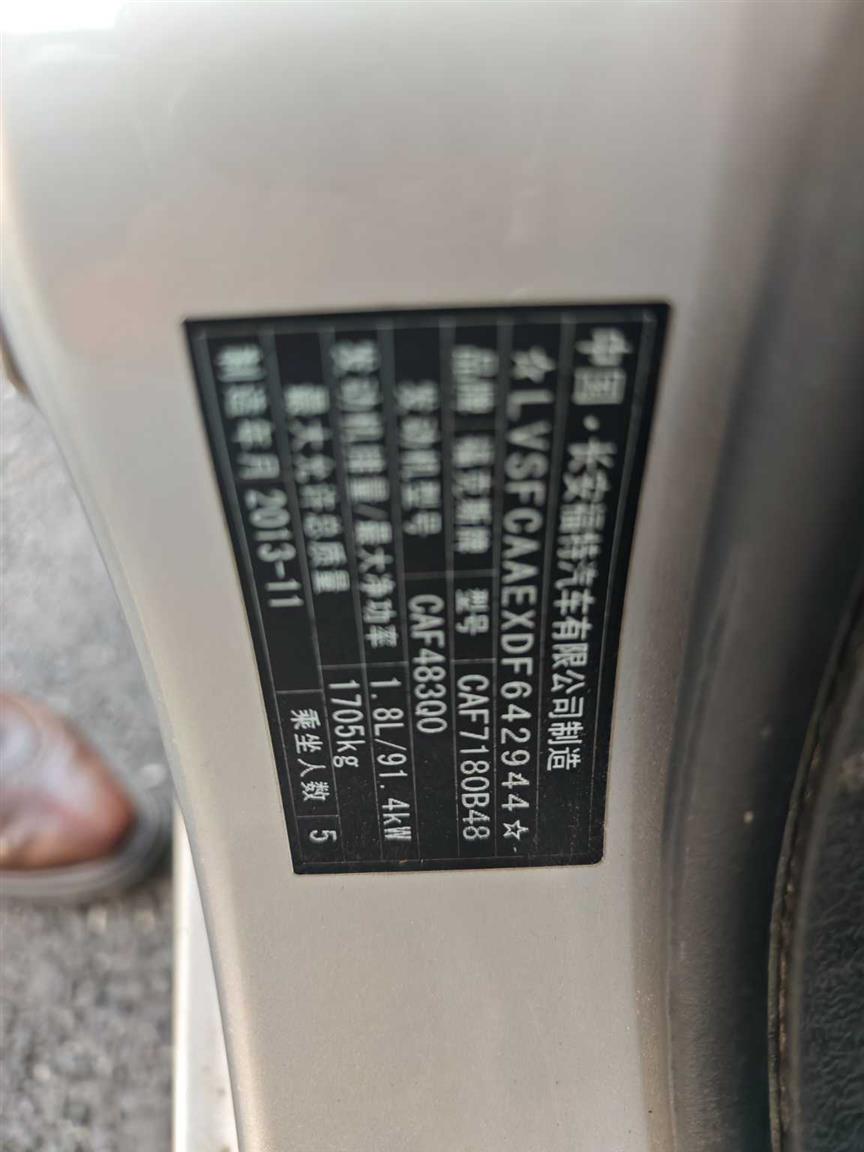 中国·长安福特汽车有限公司制造
☆LVSFCAAEXDF642944☆
品牌 福克斯牌 型号 CAF7180B48
发动机型号 CAF483Q0
发动机排量/最大净功率 1.8L/91.4kW
最大允许总质量 1705kg
制造年月 2013-11 乘坐人数 5